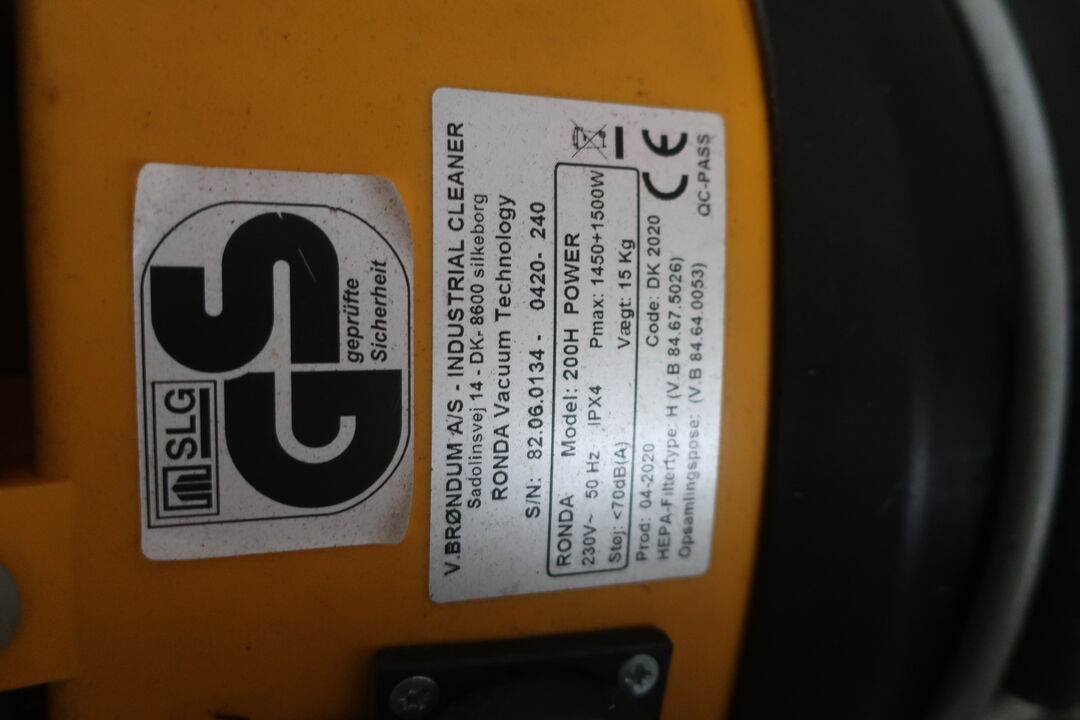 SLG
geprüfte
Sicherheit
V.BRØNDUM A/S - INDUSTRIAL CLEANER
Sadolinsvej 14 - DK- 8600 silkeborg
RONDA Vacuum Technology
S/N: 82.06.0134 - 0420- 240
RONDA Model: 200H POWER
230V~ 50 Hz IPX4 Pmax: 1450+1500W
Støj: <70dB(A) Vægt: 15 Kg
Prod: 04-2020 Code: DK 2020
HEPA-Filtertype: H (V.B 84.67.5026)
Opsamlingspose: (V.B 84.64.0053)
CE
QC-PASS